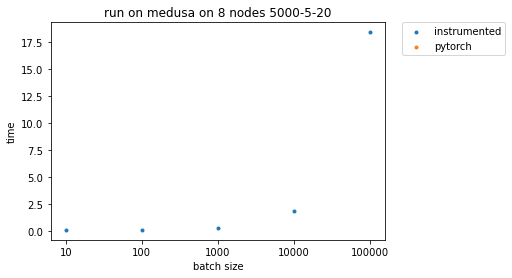 run on medusa on 8 nodes 5000-5-20
instrumented
pytorch
17.5
15.0
12.5
10.0
7.5
5.0
2.5
0.0
time
10 100 1000 10000 100000
batch size